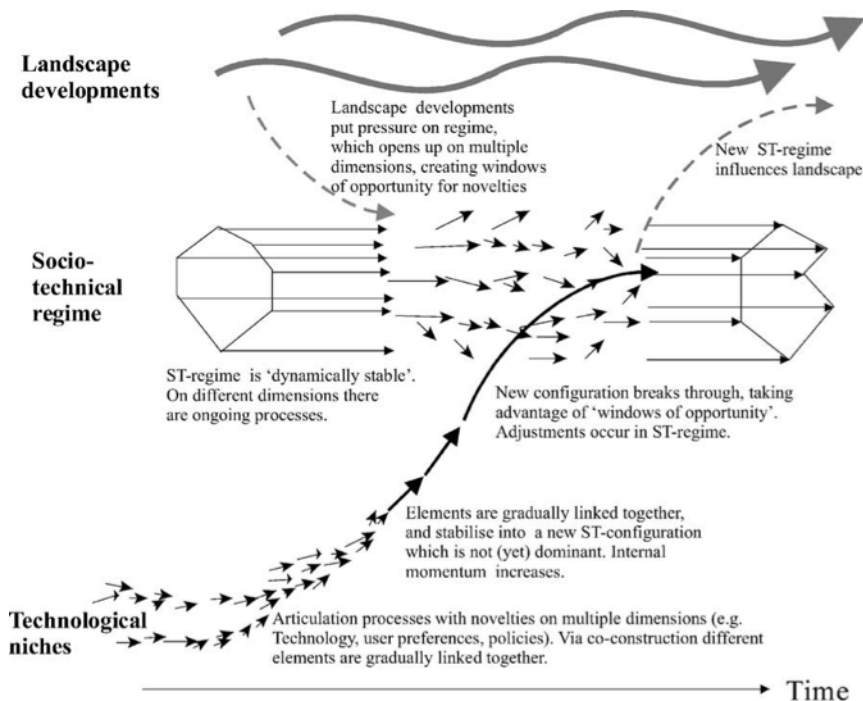 Landscape
developments
Landscape developments
put pressure on regime,
which opens up on multiple
dimensions, creating windows
of opportunity for novelties
New ST-regime
influences landscape
Socio-
technical
regime
ST-regime is ‘dynamically stable’.
On different dimensions there
are ongoing processes.
New configuration breaks through, taking
advantage of ‘windows of opportunity’.
Adjustments occur in ST-regime.
Elements are gradually linked together,
and stabilise into a new ST-configuration
which is not (yet) dominant. Internal
momentum increases.
Technological
niches
Articulation processes with novelties on multiple dimensions (e.g.
Technology, user preferences, policies). Via co-construction different
elements are gradually linked together.
Time